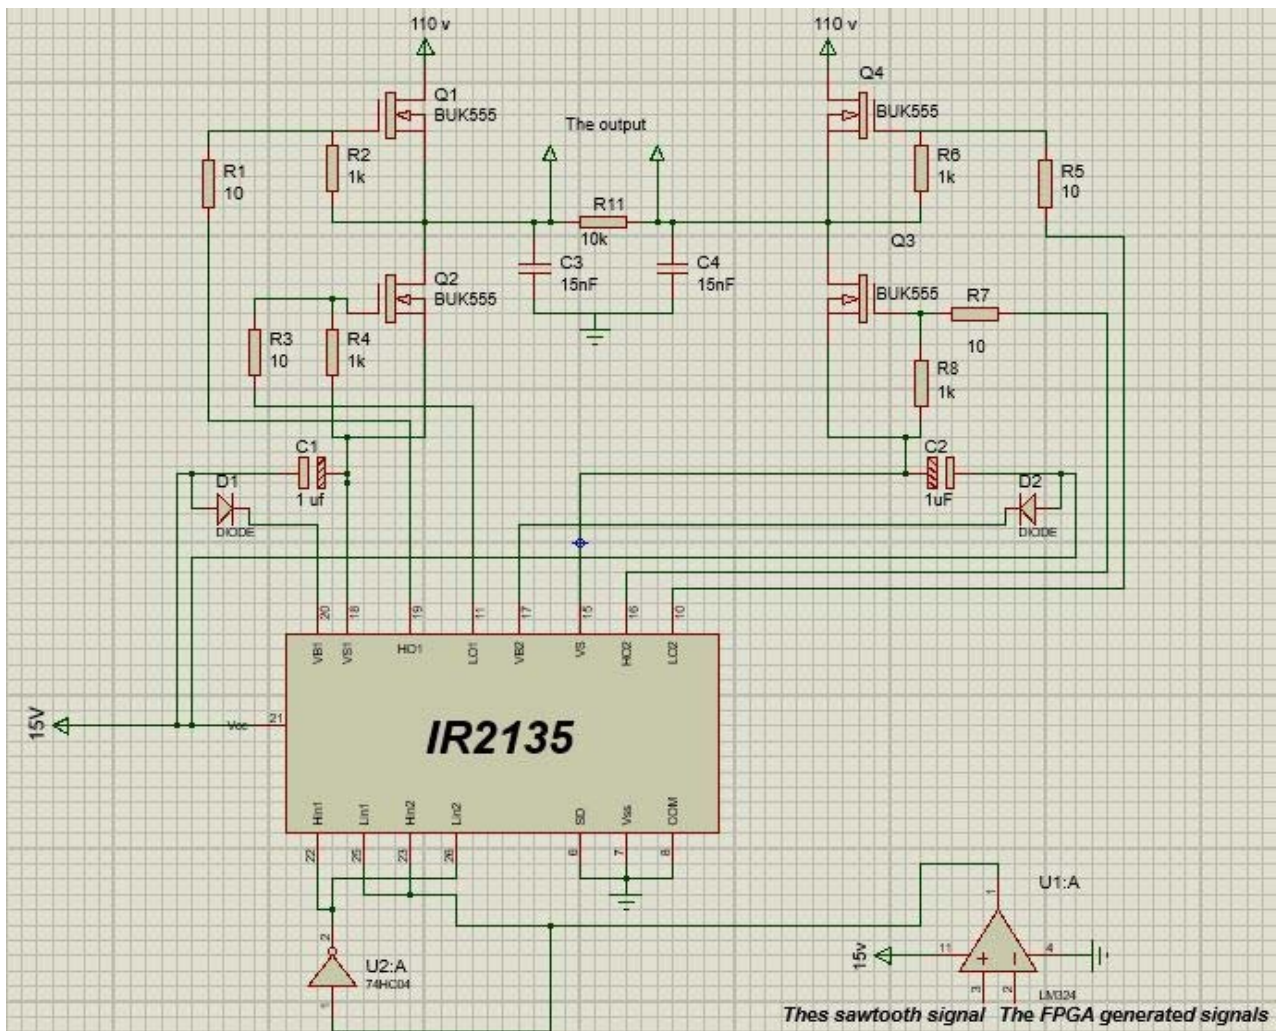 110 v
110 v
Q1
BUK555
Q4
BUK555
The output
R1
10
R2
1k
R6
1k
R5
10
R11
10k
Q3
Q2
BUK555
C3
15nF
C4
15nF
BUK555
R7
10
R3
10
R4
1k
R8
1k
C1
1 uf
C2
1uF
D1
DIODE
D2
DIODE
20
18
19
11
17
15
16
10
VB1
VS1
HO1
LO1
VB2
VS
HO2
LO2
15V
Vcc
21
IR2135
Hin1
Lin1
Hin2
Lin2
SD
Vss
COM
22
25
23
26
6
7
8
2
U2:A
74HC04
1
U1:A
1
15v
11
4
+
-
3
2
LM324
Thes sawtooth signal
The FPGA generated signals